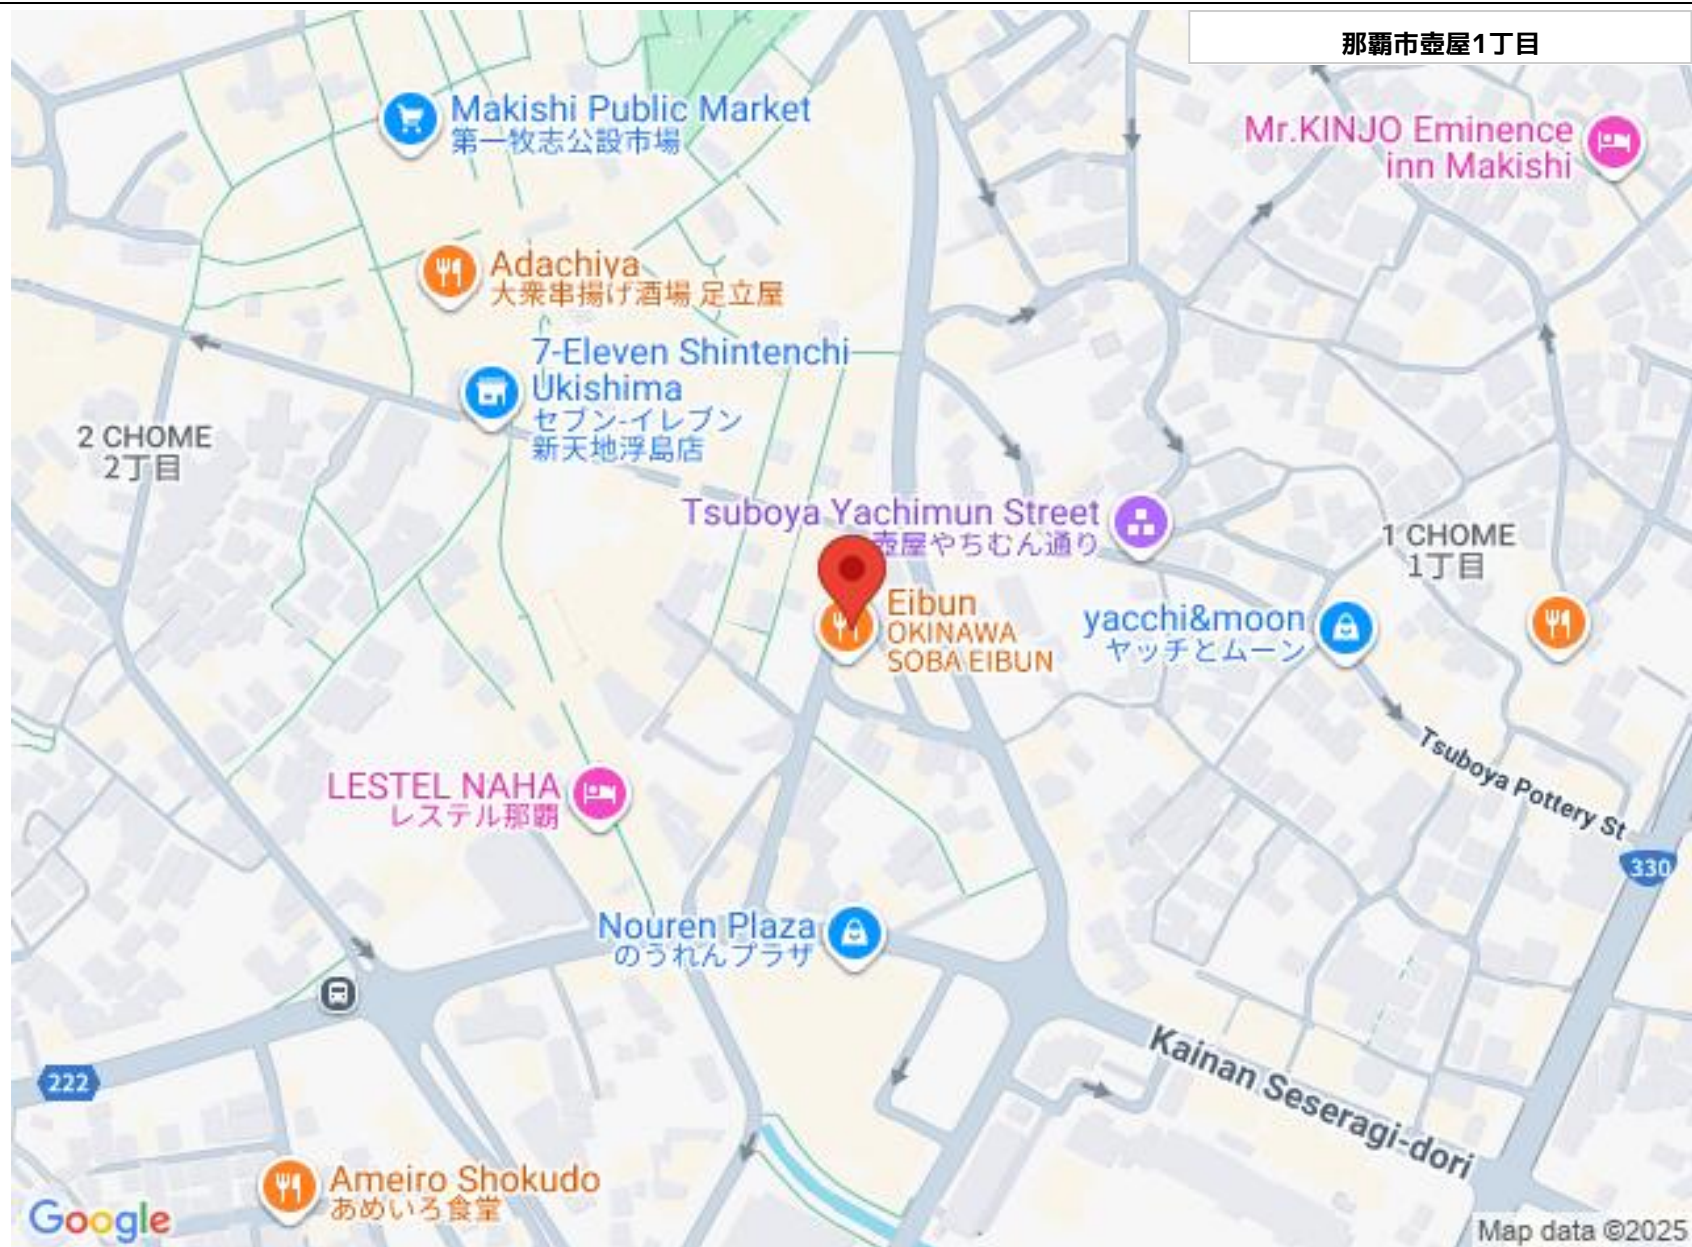 那覇市壺屋1丁目
Makishi Public Market
第一牧志公設市場
Mr.KINJO Eminence
inn Makishi
Adachiya
大衆串揚げ酒場 足立屋
7-Eleven Shintenchi
Ukishima
セブン-イレブン
新天地浮島店
2 CHOME
2丁目
Tsuboya Yachimun Street
壺屋やちむん通り
1 CHOME
1丁目
Eibun
OKINAWA
SOBA EIBUN
yacchi&moon
ヤッチとムーン
Tsuboya Pottery St
330
LESTEL NAHA
レステル那覇
Nouren Plaza
のうれんプラザ
Kainan Seseragi-dori
222
Ameiro Shokudo
あめいろ食堂
Google
Map data ©2025